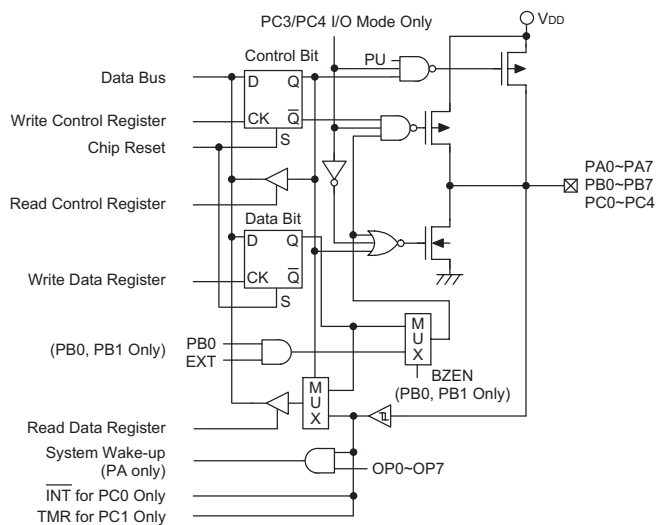 PC3/PC4 I/O Mode Only
VDD
Control Bit
PU
Data Bus
D
Q
Write Control Register
CK
Q
Chip Reset
S
PA0~PA7
PB0~PB7
PC0~PC4
Read Control Register
Data Bit
D
Q
Write Data Register
CK
Q
S
(PB0, PB1 Only)
PB0
EXT
MUX
BZEN
(PB0, PB1 Only)
MUX
Read Data Register
System Wake-up
(PA only)
OP0~OP7
INT for PC0 Only
TMR for PC1 Only